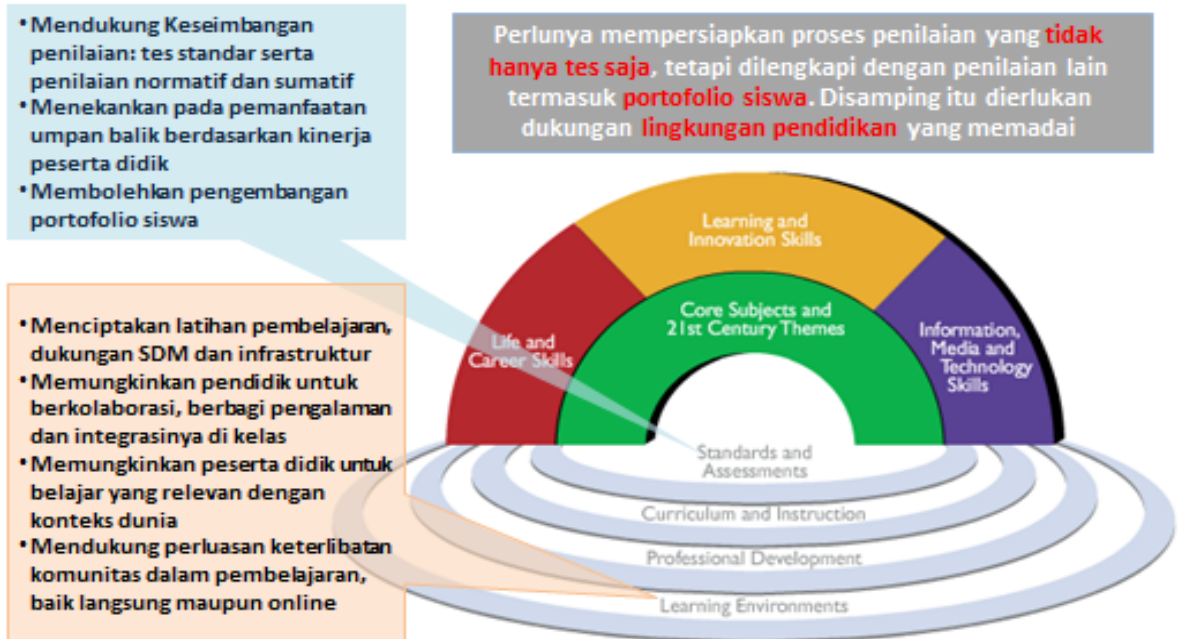 • Mendukung Keseimbangan
penilaian: tes standar serta
penilaian normatif dan sumatif
• Menekankan pada pemanfaatan
umpan balik berdasarkan kinerja
peserta didik
• Membolehkan pengembangan
portofolio siswa
Perlunya mempersiapkan proses penilaian yang tidak
hanya tes saja, tetapi dilengkapi dengan penilaian lain
termasuk portofolio siswa. Disamping itu dierlukan
dukungan lingkungan pendidikan yang memadai
• Menciptakan latihan pembelajaran,
dukungan SDM dan infrastruktur
• Memungkinkan pendidik untuk
berkolaborasi, berbagi pengalaman
dan integrasinya di kelas
• Memungkinkan peserta didik untuk
belajar yang relevan dengan
konteks dunia
• Mendukung perluasan keterlibatan
komunitas dalam pembelajaran,
baik langsung maupun online
Learning and
Innovation Skills
Core Subjects and
21st Century Themes
Life and
Career Skills
Information,
Media and
Technology
Skills
Standards and
Assessments
Curriculum and Instruction
Professional Development
Learning Environments